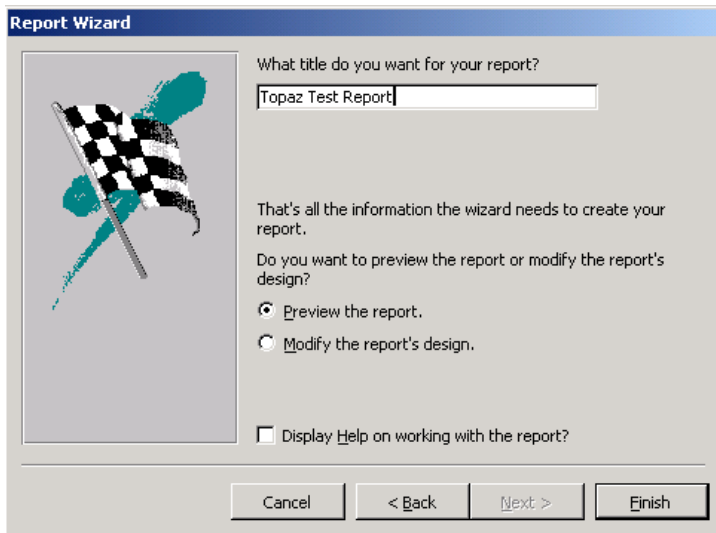 Report Wizard
What title do you want for your report?
Topaz Test Report
That's all the information the wizard needs to create your
report.
Do you want to preview the report or modify the report's
design?
Preview the report.
Modify the report's design.
Display Help on working with the report?
Cancel
< Back
Next >
Finish